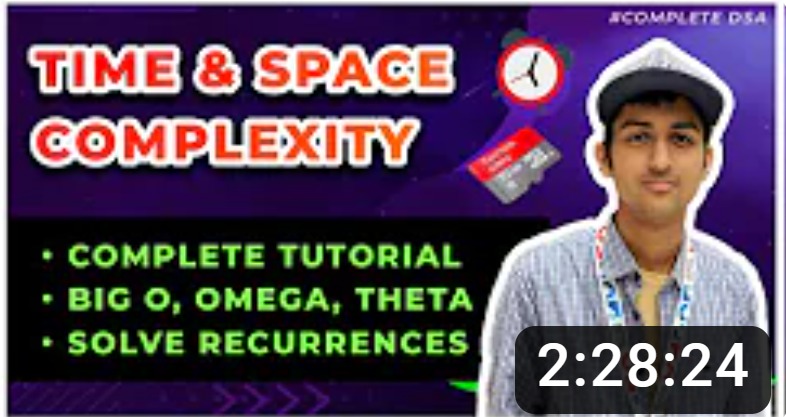 #COMPLETE DSA
TIME & SPACE
COMPLEXITY
• COMPLETE TUTORIAL
• BIG O, OMEGA, THETA
• SOLVE RECURRENCES
2:28:24